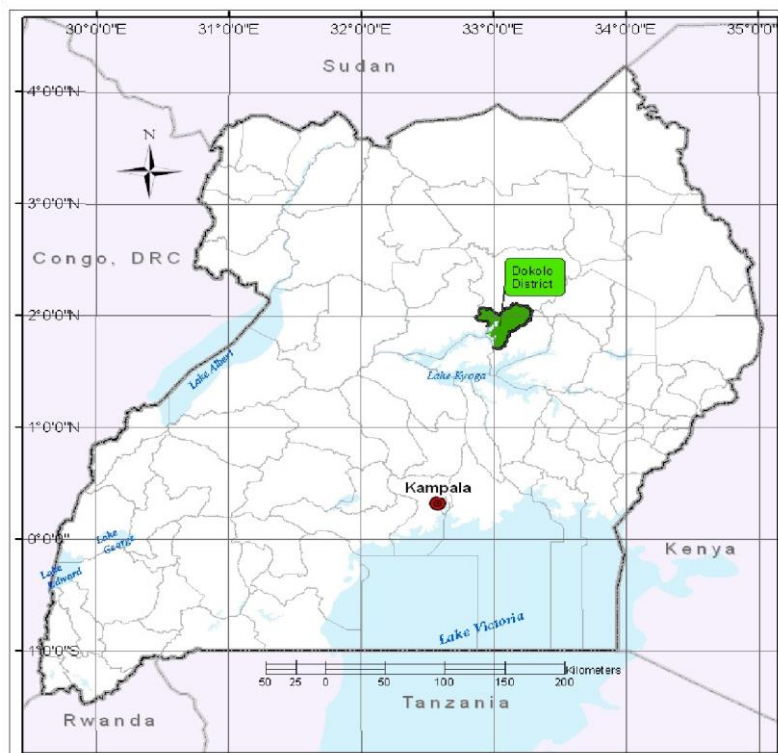 30°0'0"E 31°0'0"E 32°0'0"E 33°0'0"E 34°0'0"E 35°0'0"E
Sudan
4°0'0"N
N
3°0'0"N
Congo, DRC
Dokolo
District
2°0'0"N
Lake Albert
Lake Kyoga
1°0'0"N
Kampala
0°0'0"N
Lake
George
Lake
Edward
Kenya
Lake Victoria
1°0'0"S
Kilometers
50 25 0 50 100 150 200
Tanzania
Rwanda